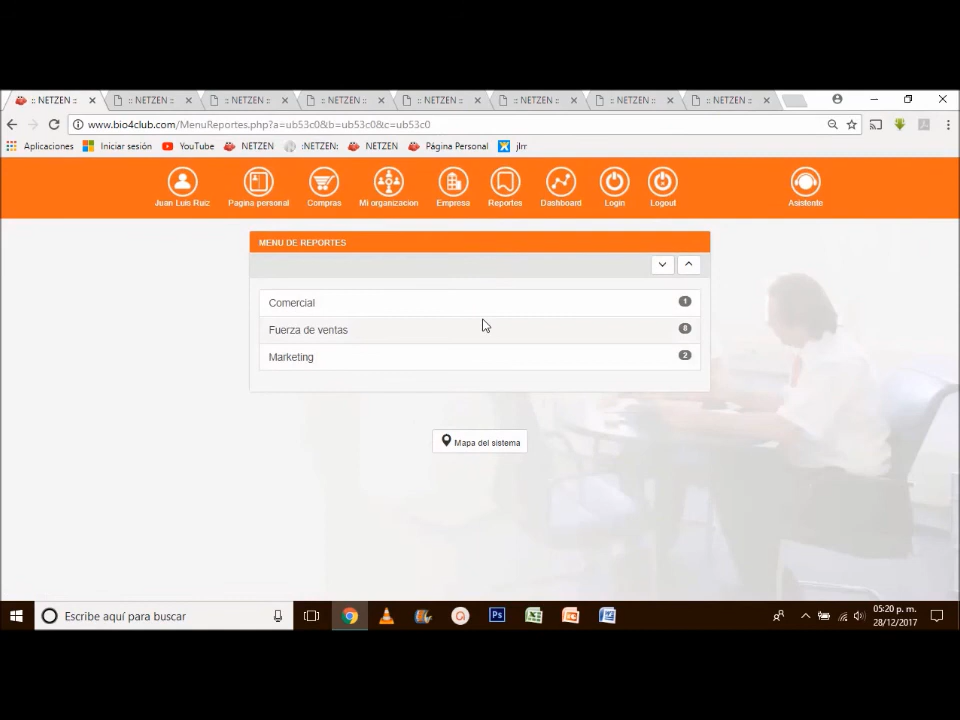 :: NETZEN :: :: NETZEN :: :: NETZEN :: :: NETZEN :: :: NETZEN :: :: NETZEN :: :: NETZEN :: :: NETZEN ::
www.bio4club.com/MenuReportes.php?a=ub53c0&b=ub53c0&c=ub53c0
Aplicaciones Iniciar sesión YouTube NETZEN :NETZEN: NETZEN Página Personal jlrr
Juan Luis Ruiz Pagina personal Compras Mi organizacion Empresa Reportes Dashboard Login Logout Asistente
MENU DE REPORTES
Comercial 1
Fuerza de ventas 8
Marketing 2
Mapa del sistema
Escribe aquí para buscar
Ps
05:20 p. m.
28/12/2017